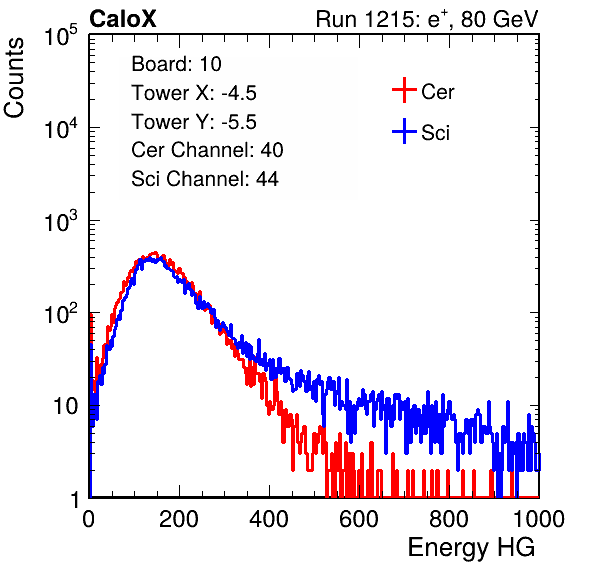 CaloX Run 1215: e⁺, 80 GeV
Board: 10
Tower X: -4.5
Tower Y: -5.5
Cer Channel: 40
Sci Channel: 44
Cer
Sci
Counts
10⁵
10⁴
10³
10²
10
1
0 200 400 600 800 1000
Energy HG